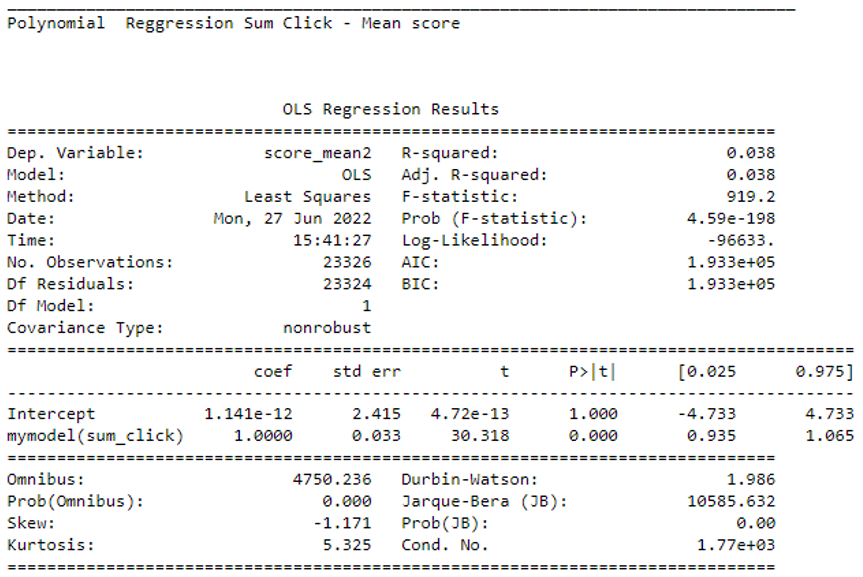 Polynomial  Reggression Sum Click - Mean score
OLS Regression Results
==============================================================================
Dep. Variable:            score_mean2   R-squared:                       0.038
Model:                            OLS   Adj. R-squared:                  0.038
Method:                 Least Squares   F-statistic:                     919.2
Date:                Mon, 27 Jun 2022   Prob (F-statistic):          4.59e-198
Time:                        15:41:27   Log-Likelihood:                -96633.
No. Observations:               23326   AIC:                         1.933e+05
Df Residuals:                   23324   BIC:                         1.933e+05
Df Model:                           1
Covariance Type:            nonrobust
======================================================================================
                         coef    std err          t      P>|t|      [0.025      0.975]
--------------------------------------------------------------------------------------
Intercept           1.141e-12      2.415   4.72e-13      1.000      -4.733       4.733
mymodel(sum_click)     1.0000      0.033     30.318      0.000       0.935       1.065
==============================================================================
Omnibus:                     4750.236   Durbin-Watson:                   1.986
Prob(Omnibus):                  0.000   Jarque-Bera (JB):            10585.632
Skew:                          -1.171   Prob(JB):                         0.00
Kurtosis:                       5.325   Cond. No.                     1.77e+03
==============================================================================